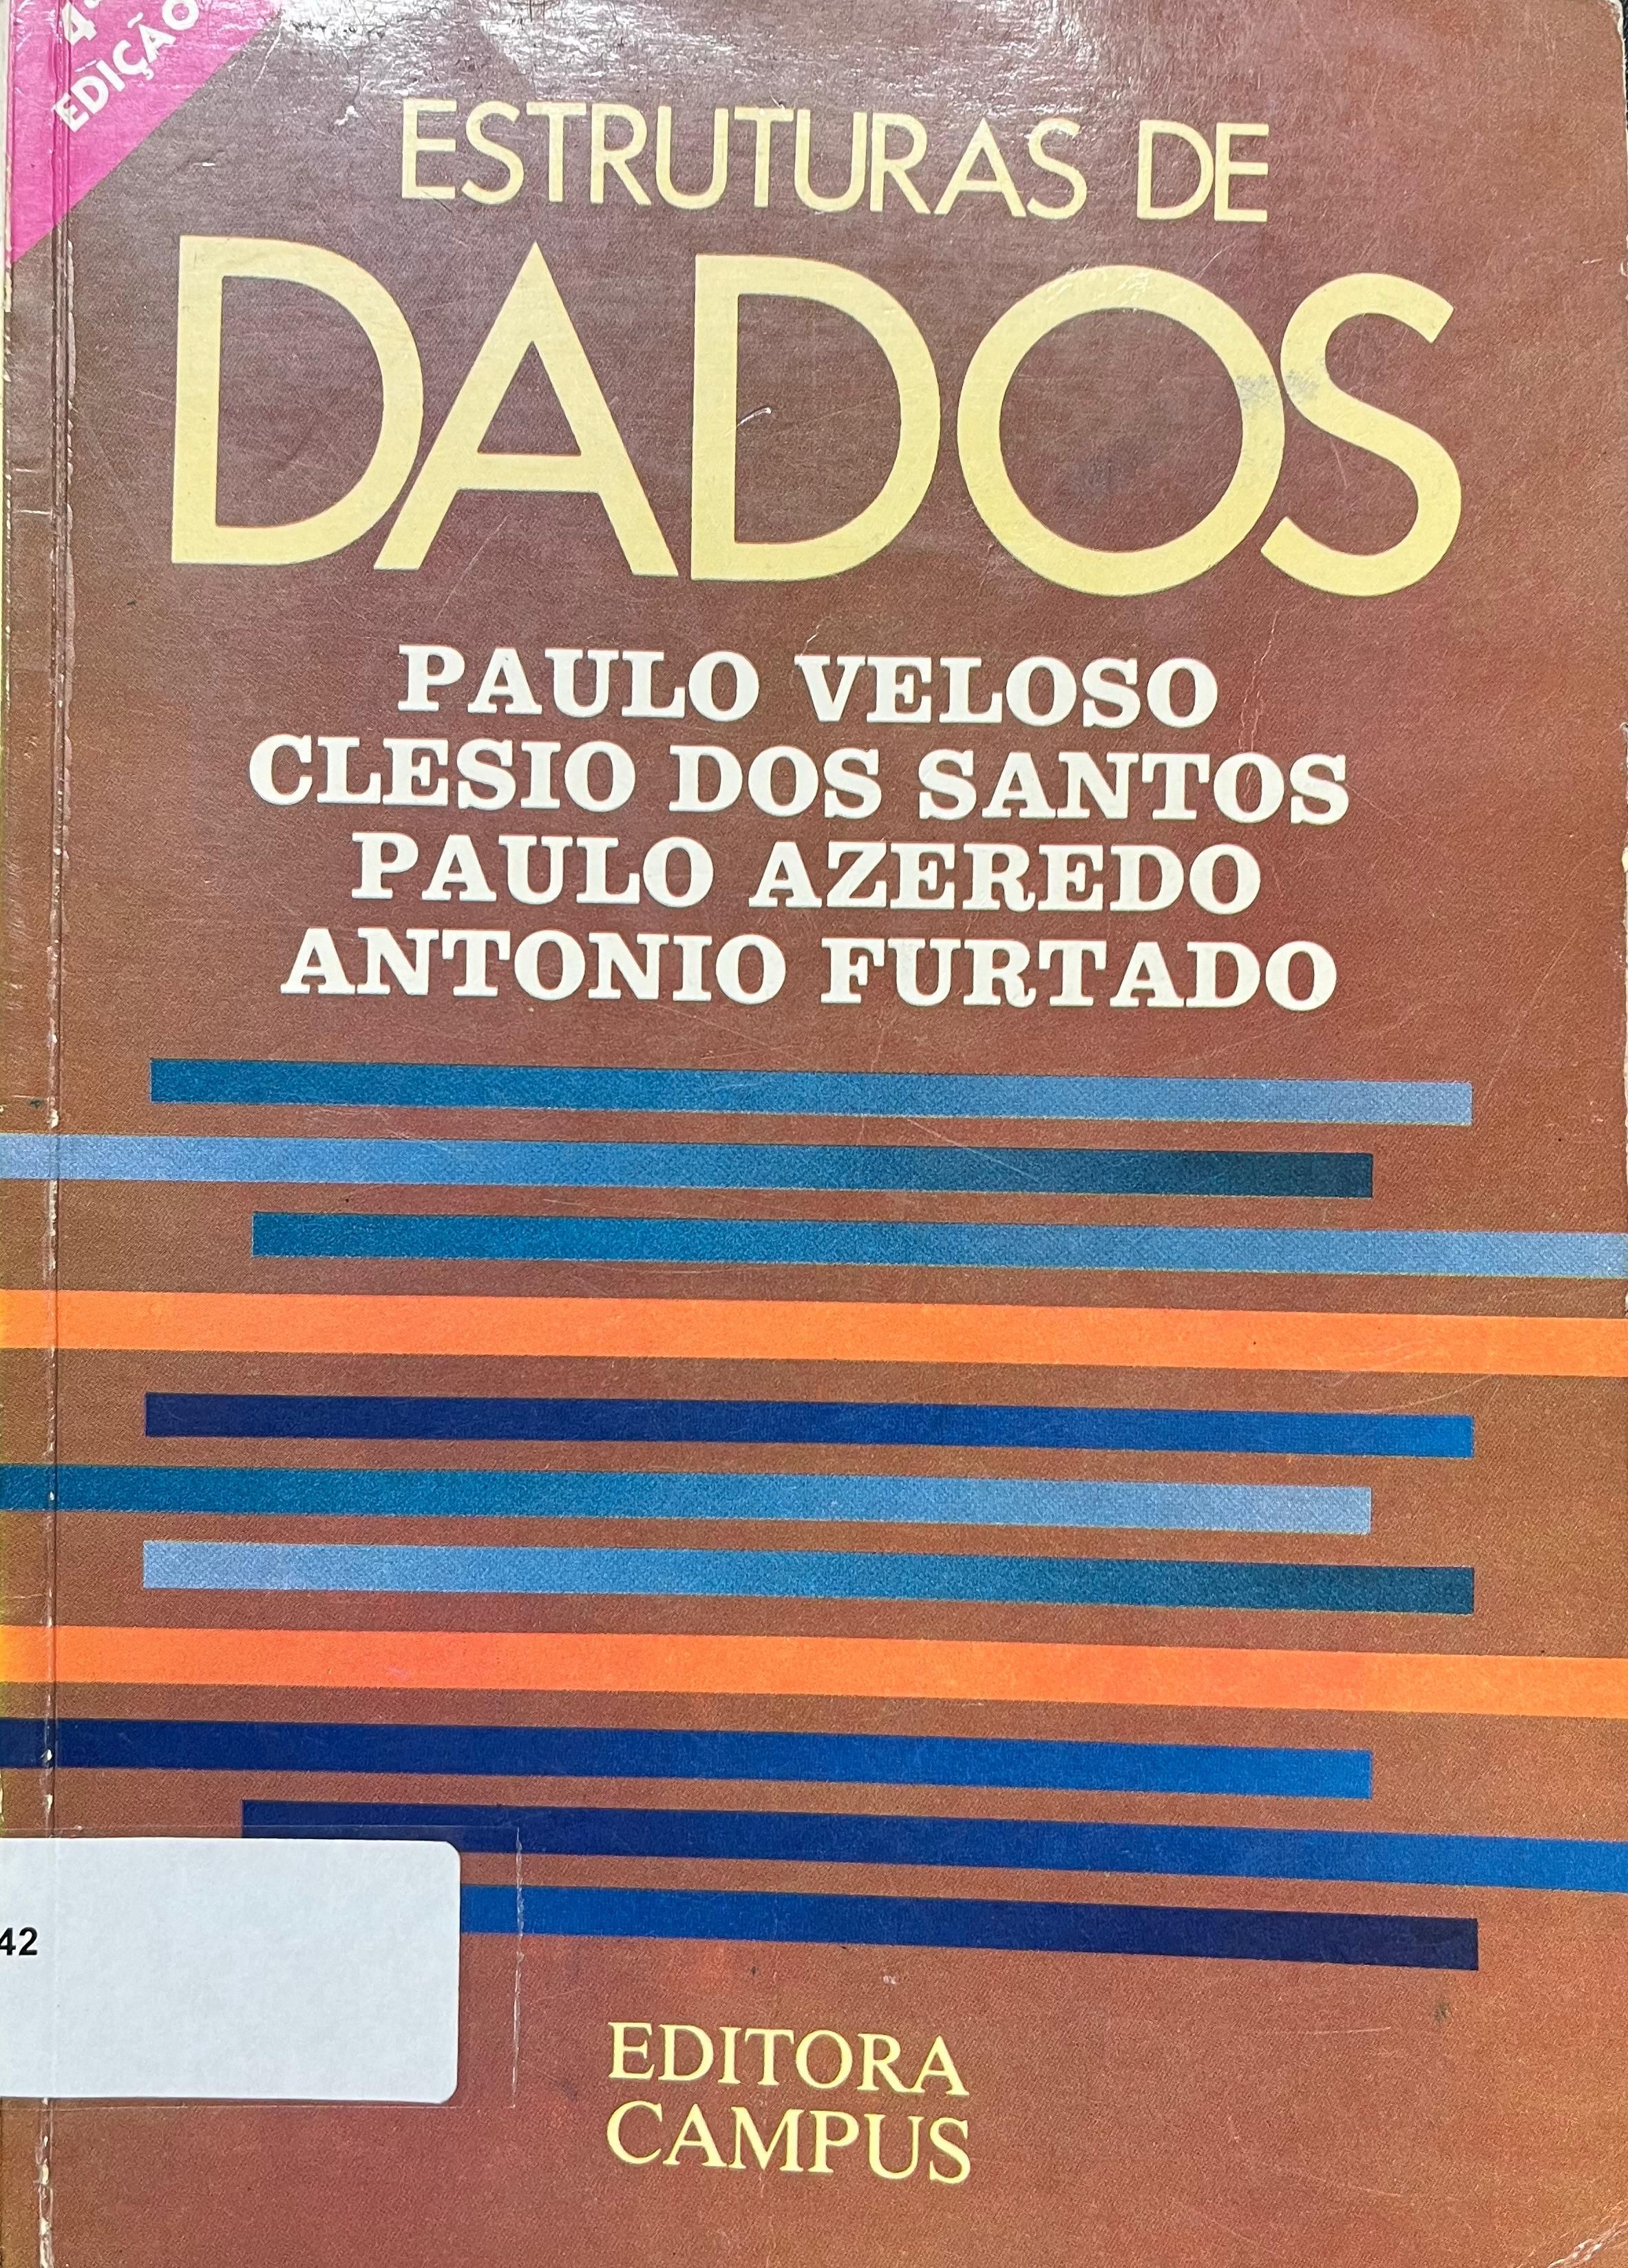 4ª
EDIÇÃO
ESTRUTURAS DE
DADOS
PAULO VELOSO
CLESIO DOS SANTOS
PAULO AZEREDO
ANTONIO FURTADO
42
EDITORA
CAMPUS